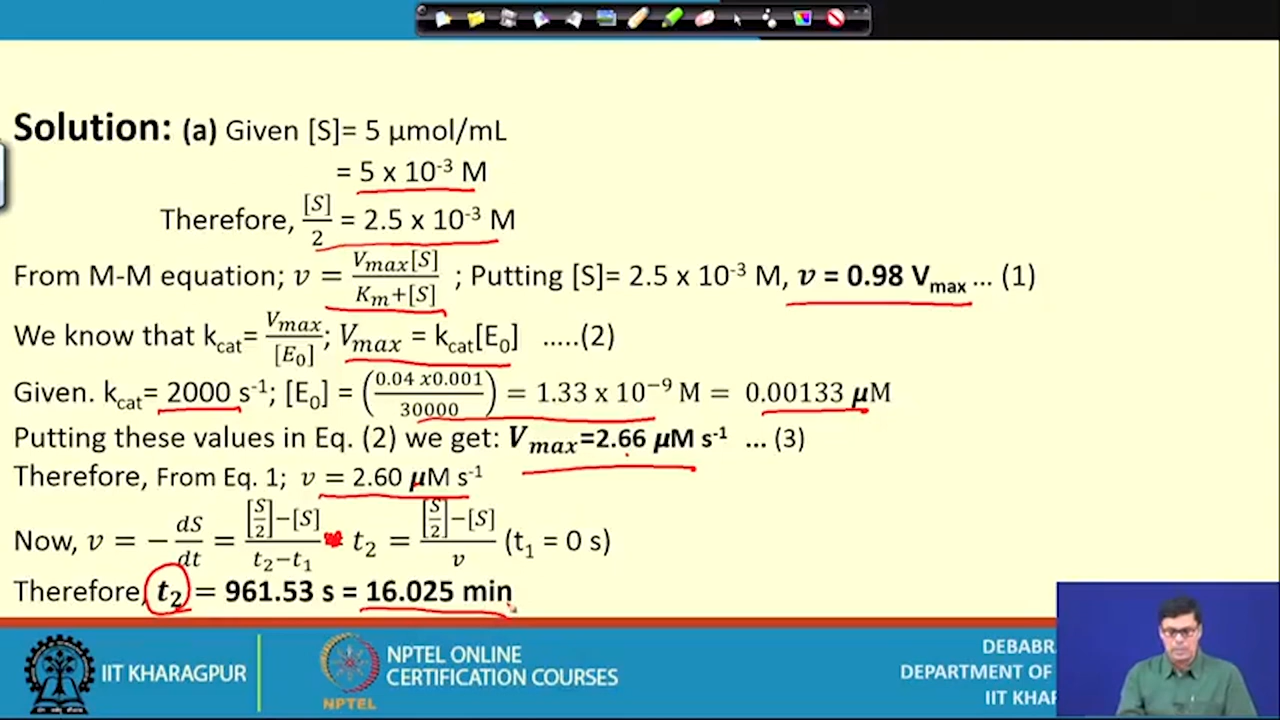 Solution: (a) Given [S]= 5 µmol/mL
= 5 x 10⁻³ M
Therefore, [S]/2 = 2.5 x 10⁻³ M
From M-M equation; v = Vₘₐₓ[S]/(Kₘ+[S]) ; Putting [S]= 2.5 x 10⁻³ M, v = 0.98 Vₘₐₓ... (1)
We know that k_cat= Vₘₐₓ/[E₀]; Vₘₐₓ = k_cat[E₀] .....(2)
Given. k_cat= 2000 s⁻¹; [E₀] = (0.04 x0.001/30000) = 1.33 x 10⁻⁹ M = 0.00133 µM
Putting these values in Eq. (2) we get: Vₘₐₓ=2.66 µM s⁻¹ ... (3)
Therefore, From Eq. 1; v = 2.60 µM s⁻¹
Now, v = −dS/dt = ([S/2]−[S])/(t₂−t₁) t₂ = ([S/2]−[S])/v (t₁ = 0 s)
Therefore, t₂ = 961.53 s = 16.025 min
IIT KHARAGPUR
NPTEL
NPTEL ONLINE
CERTIFICATION COURSES
DEBABR
DEPARTMENT OF
IIT KHAR